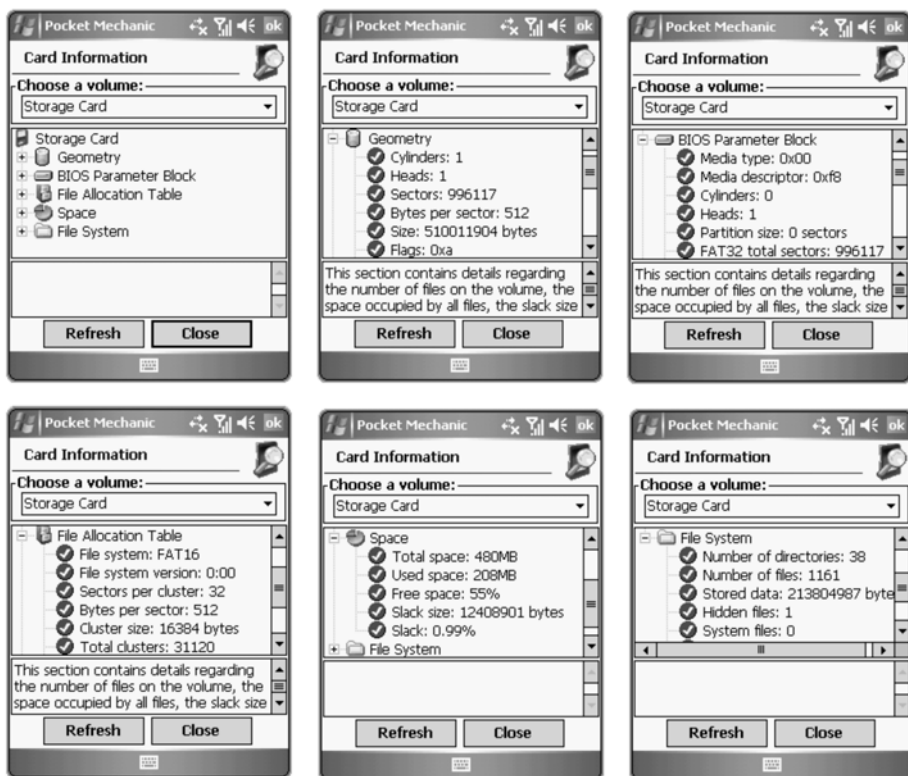 Pocket Mechanic ok
Card Information
Choose a volume:
Storage Card
Storage Card
Geometry
BIOS Parameter Block
File Allocation Table
Space
File System
Refresh Close
Pocket Mechanic ok
Card Information
Choose a volume:
Storage Card
Geometry
Cylinders: 1
Heads: 1
Sectors: 996117
Bytes per sector: 512
Size: 510011904 bytes
Flags: 0xa
This section contains details regarding
the number of files on the volume, the
space occupied by all files, the slack size
Refresh Close
Pocket Mechanic ok
Card Information
Choose a volume:
Storage Card
BIOS Parameter Block
Media type: 0x00
Media descriptor: 0xf8
Cylinders: 0
Heads: 1
Partition size: 0 sectors
FAT32 total sectors: 996117
This section contains details regarding
the number of files on the volume, the
space occupied by all files, the slack size
Refresh Close
Pocket Mechanic ok
Card Information
Choose a volume:
Storage Card
File Allocation Table
File system: FAT16
File system version: 0:00
Sectors per cluster: 32
Bytes per sector: 512
Cluster size: 16384 bytes
Total clusters: 31120
This section contains details regarding
the number of files on the volume, the
space occupied by all files, the slack size
Refresh Close
Pocket Mechanic ok
Card Information
Choose a volume:
Storage Card
Space
Total space: 480MB
Used space: 208MB
Free space: 55%
Slack size: 12408901 bytes
Slack: 0.99%
File System
Refresh Close
Pocket Mechanic ok
Card Information
Choose a volume:
Storage Card
File System
Number of directories: 38
Number of files: 1161
Stored data: 213804987 byte
Hidden files: 1
System files: 0
Refresh Close